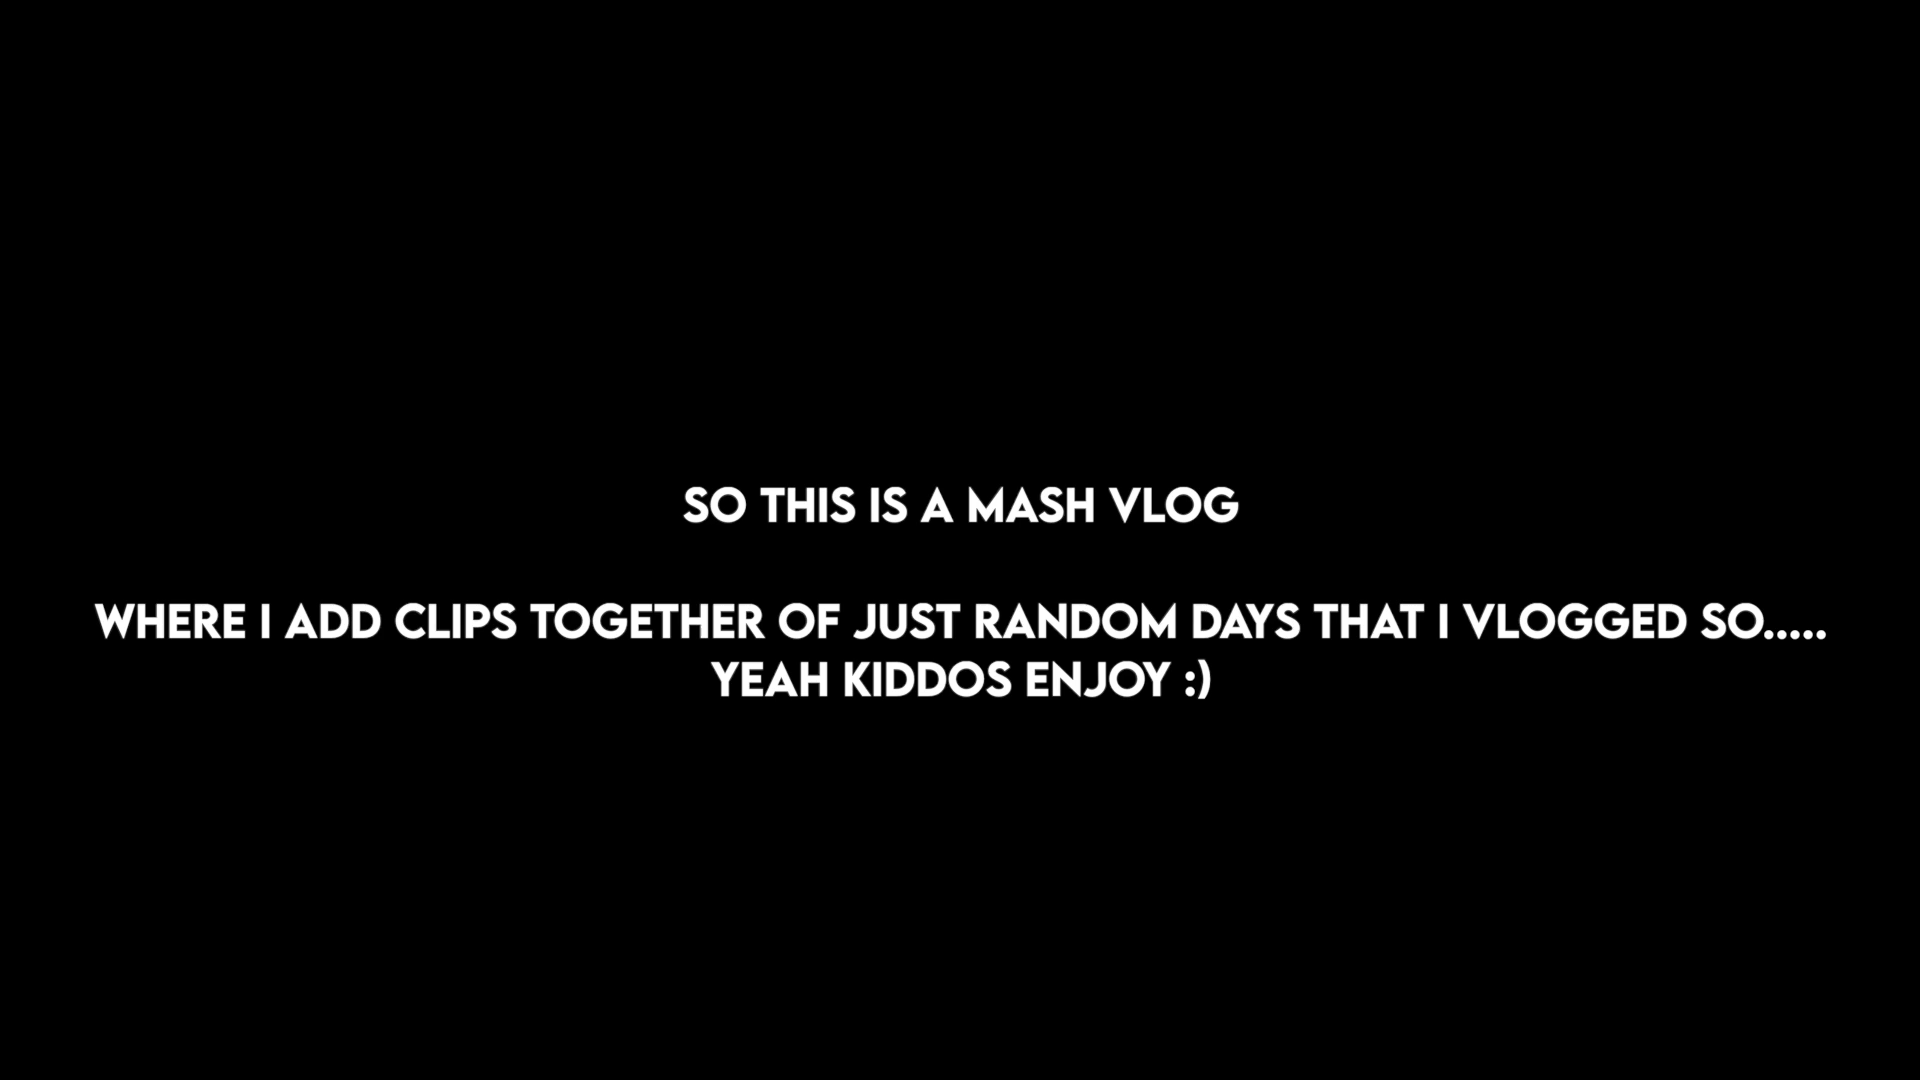 SO THIS IS A MASH VLOG
WHERE I ADD CLIPS TOGETHER OF JUST RANDOM DAYS THAT I VLOGGED SO.....
YEAH KIDDOS ENJOY :)